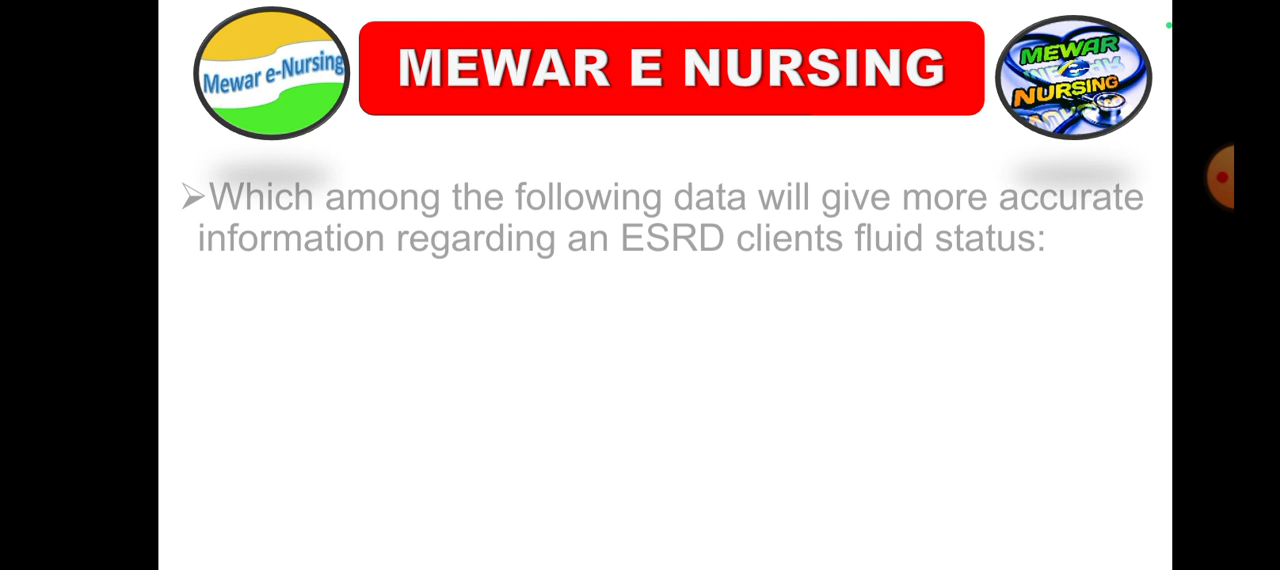 Mewar e-Nursing
MEWAR E NURSING
MEWAR
NURSING
➢Which among the following data will give more accurate
information regarding an ESRD clients fluid status: